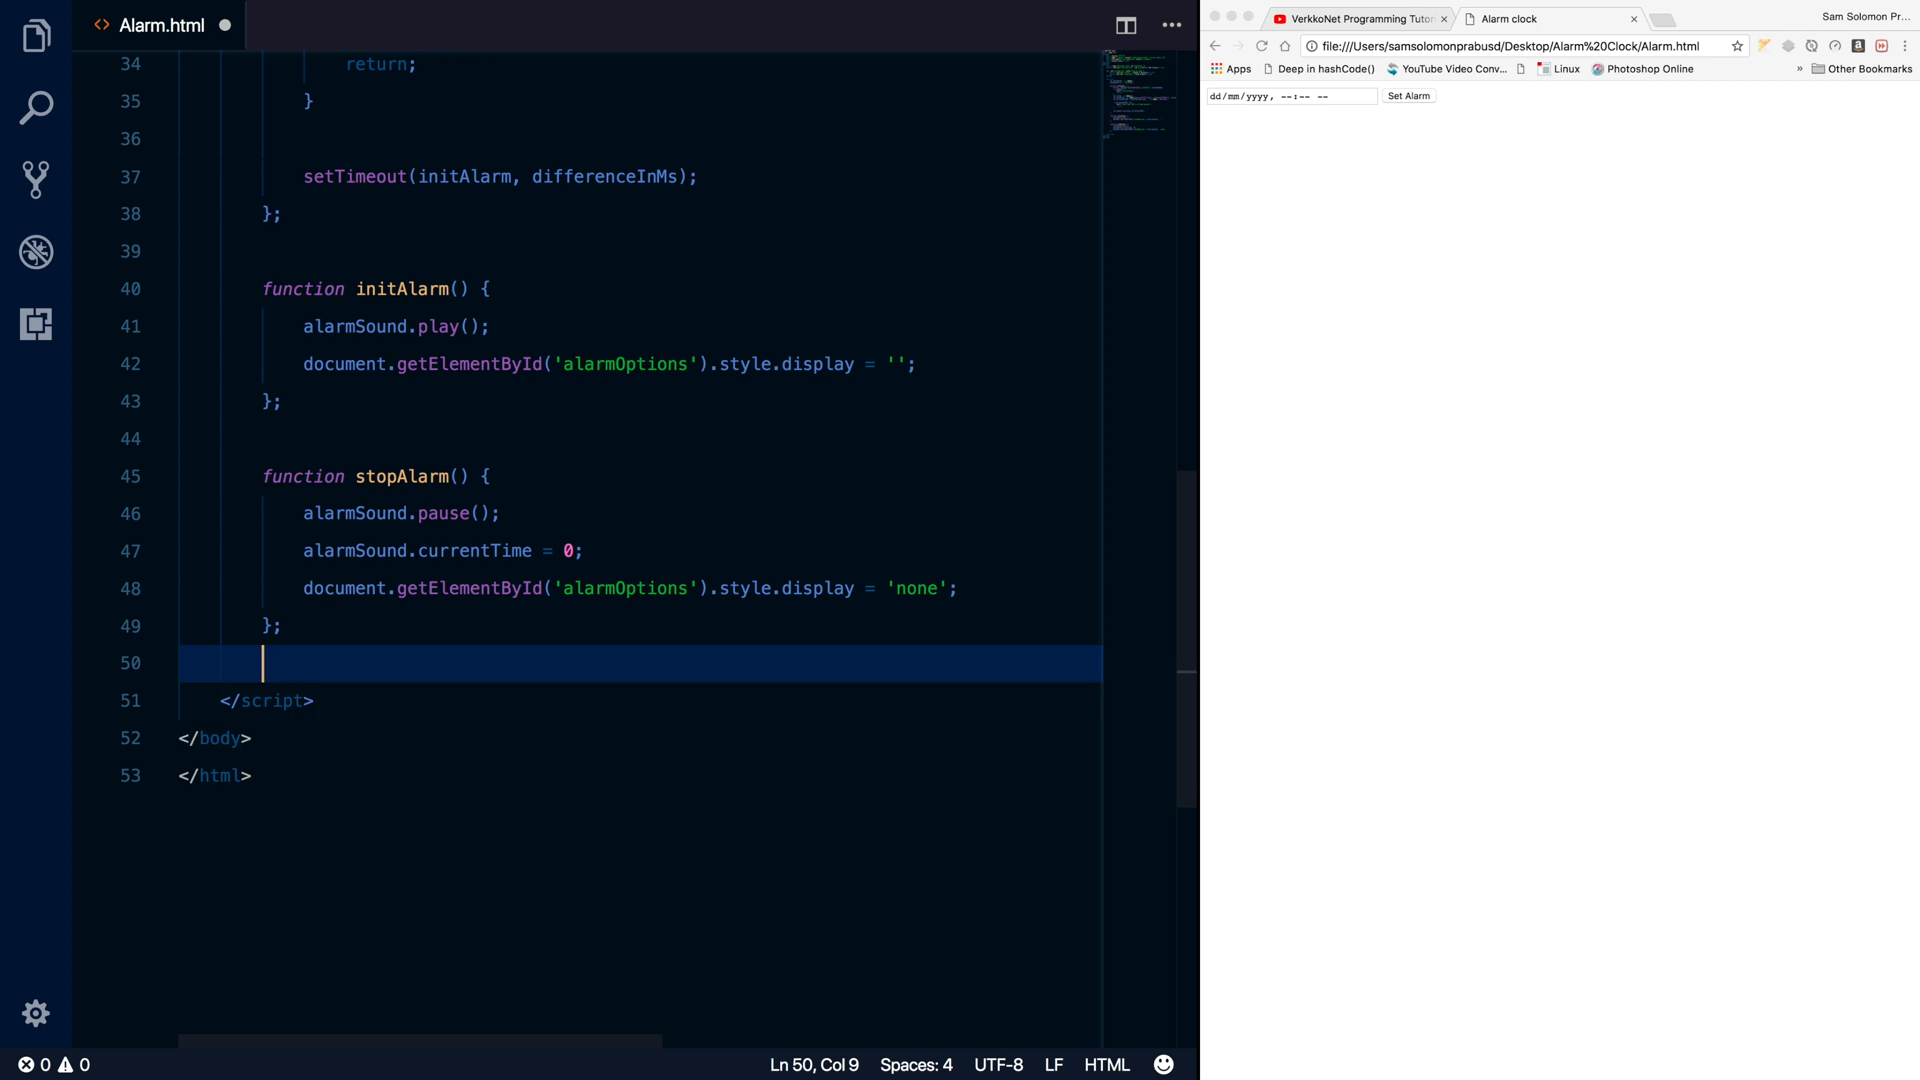 Alarm.html
34 return;
35 }
36
37 setTimeout(initAlarm, differenceInMs);
38 };
39
40 function initAlarm() {
41 alarmSound.play();
42 document.getElementById('alarmOptions').style.display = '';
43 };
44
45 function stopAlarm() {
46 alarmSound.pause();
47 alarmSound.currentTime = 0;
48 document.getElementById('alarmOptions').style.display = 'none';
49 };
50
51 </script>
52 </body>
53 </html>
0 0 Ln 50, Col 9 Spaces: 4 UTF-8 LF HTML
VerkkoNet Programming Tutor Alarm clock Sam Solomon Pr...
file:///Users/samsolomonprabusd/Desktop/Alarm%20Clock/Alarm.html
Apps Deep in hashCode() YouTube Video Conv... Linux Photoshop Online » Other Bookmarks
dd/mm/yyyy, --:-- -- Set Alarm